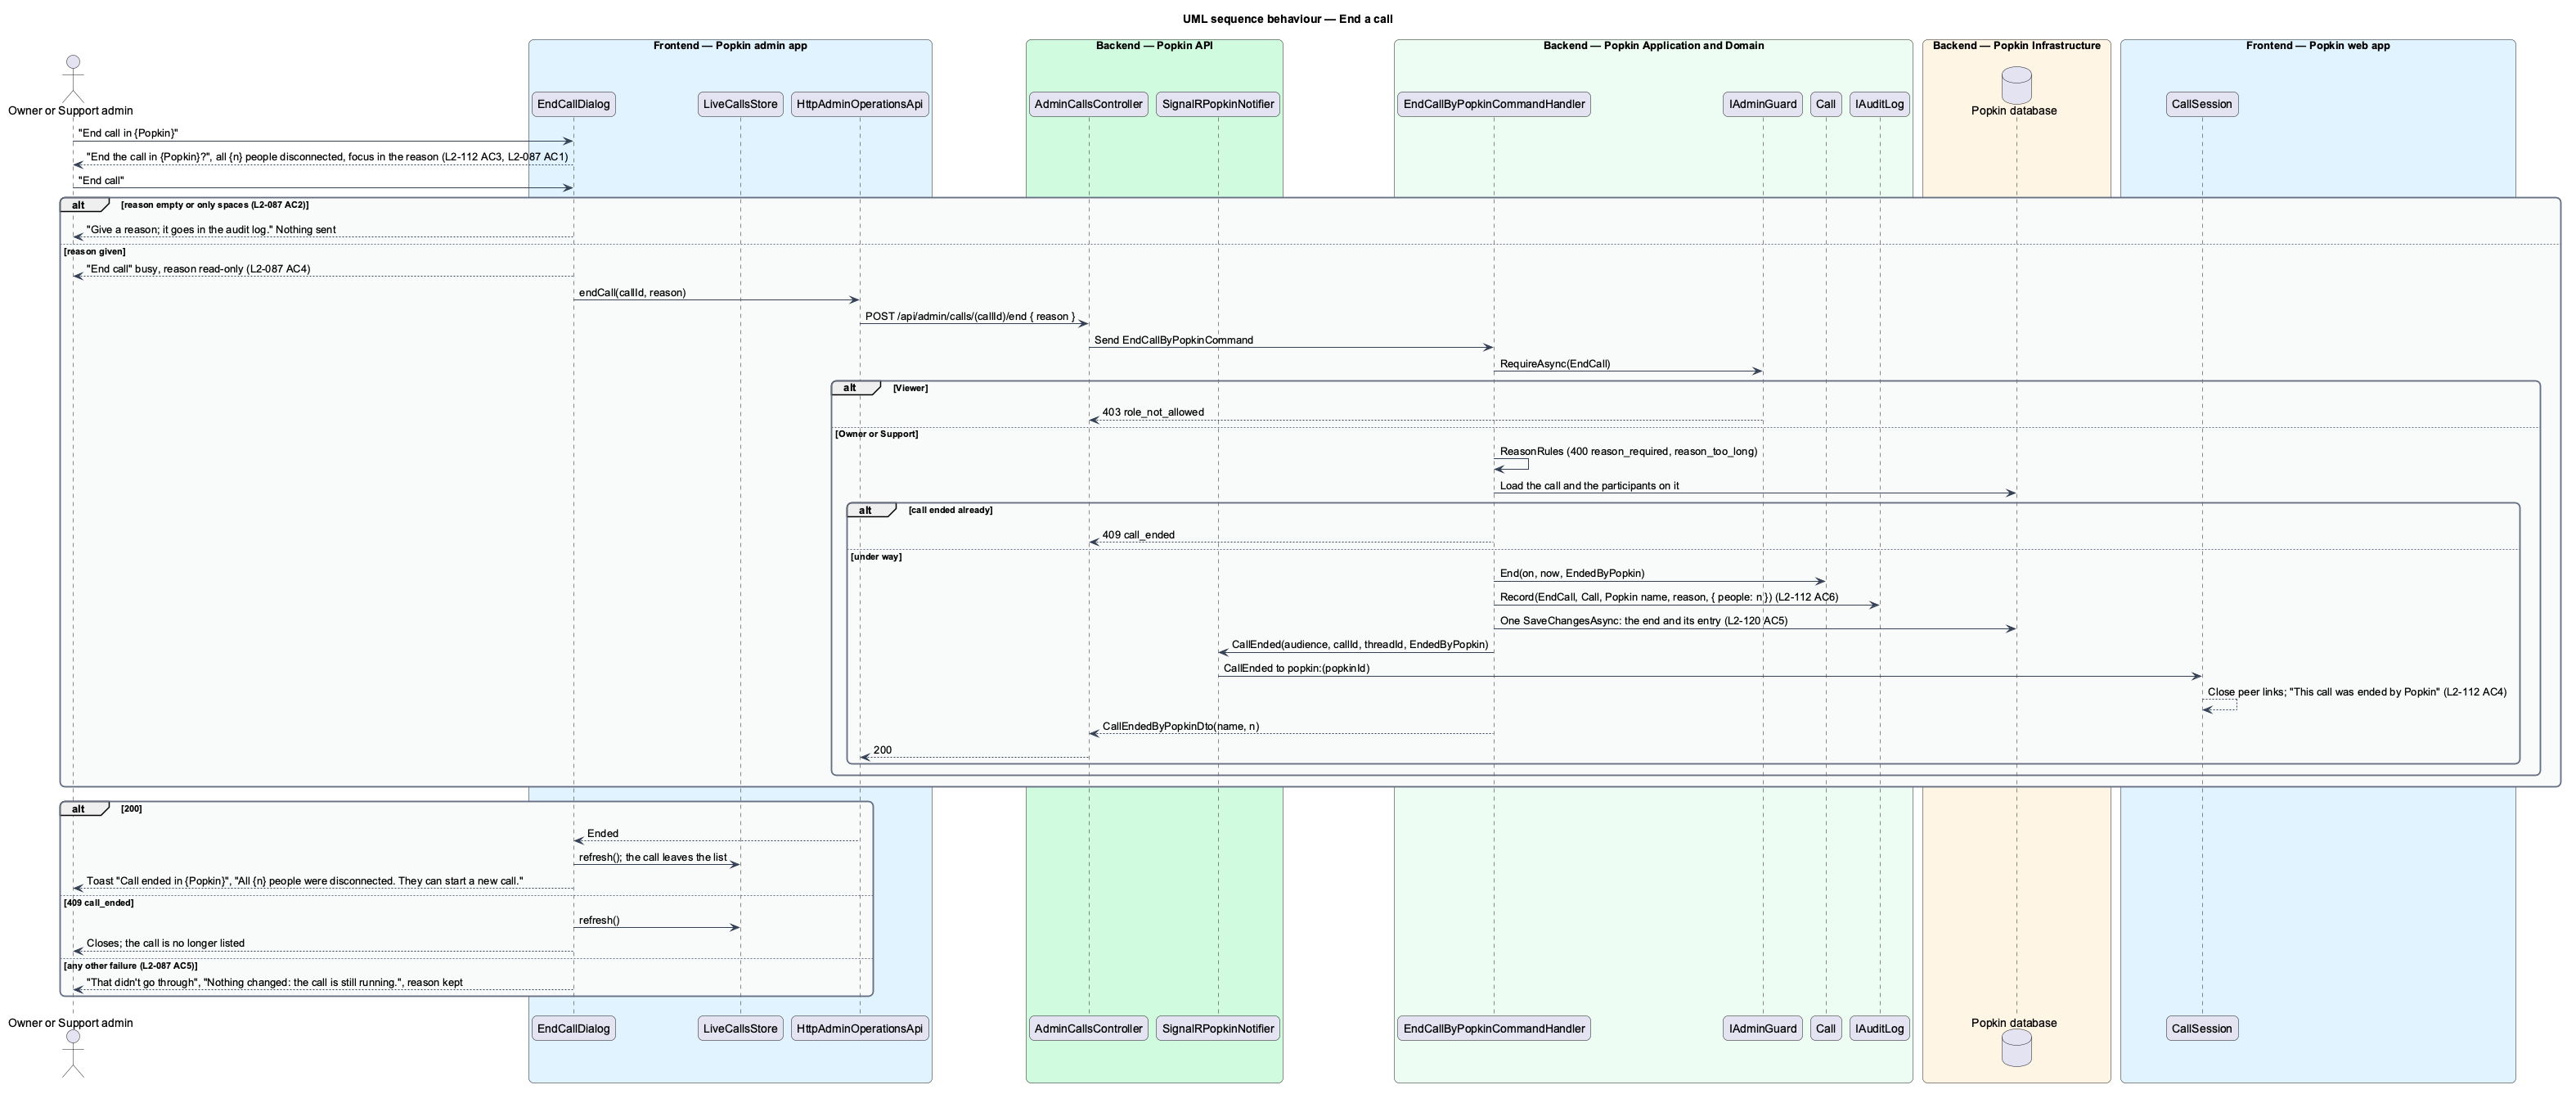 UML sequence behaviour — End a call
Frontend — Popkin admin app
Backend — Popkin API
Backend — Popkin Application and Domain
Backend — Popkin Infrastructure
Frontend — Popkin web app
Owner or Support admin
EndCallDialog
LiveCallsStore
HttpAdminOperationsApi
AdminCallsController
SignalRPopkinNotifier
EndCallByPopkinCommandHandler
IAdminGuard
Call
IAuditLog
Popkin database
CallSession
"End call in {Popkin}"
"End the call in {Popkin}?", all {n} people disconnected, focus in the reason (L2-112 AC3, L2-087 AC1)
"End call"
alt [reason empty or only spaces (L2-087 AC2)]
"Give a reason; it goes in the audit log." Nothing sent
[reason given]
"End call" busy, reason read-only (L2-087 AC4)
endCall(callId, reason)
POST /api/admin/calls/(callId)/end { reason }
Send EndCallByPopkinCommand
RequireAsync(EndCall)
alt [Viewer]
403 role_not_allowed
[Owner or Support]
ReasonRules (400 reason_required, reason_too_long)
Load the call and the participants on it
alt [call ended already]
409 call_ended
[under way]
End(on, now, EndedByPopkin)
Record(EndCall, Call, Popkin name, reason, { people: n }) (L2-112 AC6)
One SaveChangesAsync: the end and its entry (L2-120 AC5)
CallEnded(audience, callId, threadId, EndedByPopkin)
CallEnded to popkin:(popkinId)
Close peer links; "This call was ended by Popkin" (L2-112 AC4)
CallEndedByPopkinDto(name, n)
200
alt [200]
Ended
refresh(); the call leaves the list
Toast "Call ended in {Popkin}", "All {n} people were disconnected. They can start a new call."
[409 call_ended]
refresh()
Closes; the call is no longer listed
[any other failure (L2-087 AC5)]
"That didn't go through", "Nothing changed: the call is still running.", reason kept
Owner or Support admin
EndCallDialog
LiveCallsStore
HttpAdminOperationsApi
AdminCallsController
SignalRPopkinNotifier
EndCallByPopkinCommandHandler
IAdminGuard
Call
IAuditLog
Popkin database
CallSession